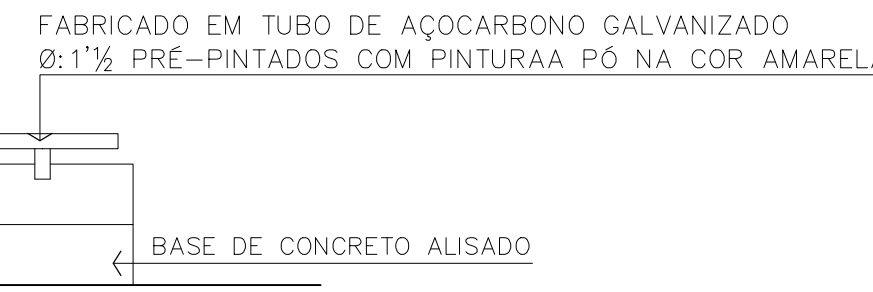 FABRICADO EM TUBO DE AÇOCARBONO GALVANIZADO
Ø:1'½ PRÉ-PINTADOS COM PINTURAA PÓ NA COR AMARELA
BASE DE CONCRETO ALISADO